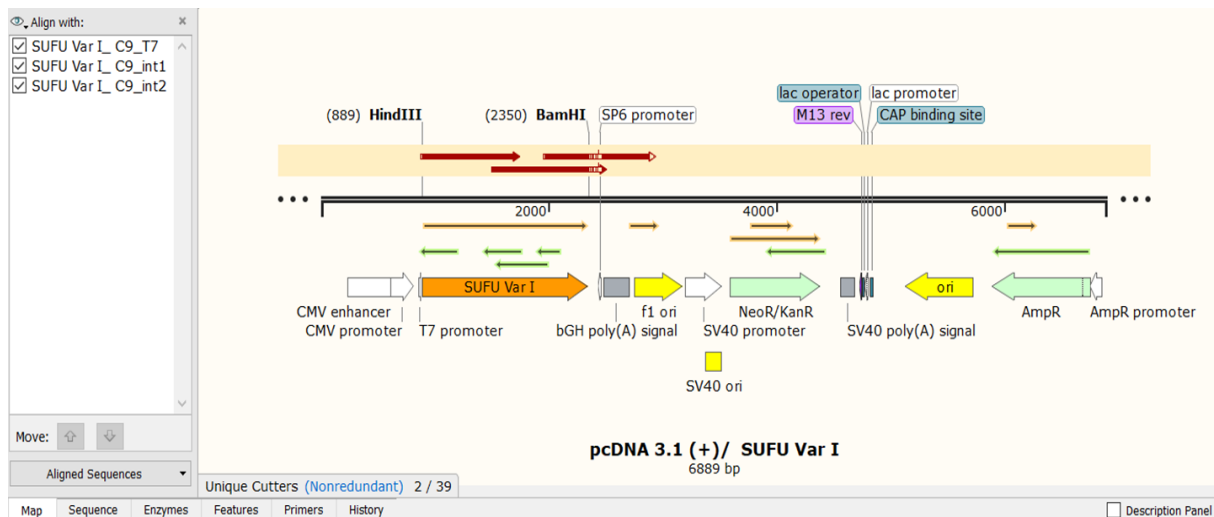 Align with:
SUFU Var I_ C9_T7
SUFU Var I_ C9_int1
SUFU Var I_ C9_int2
Move:
Aligned Sequences
lac operator
lac promoter
(889) HindIII
(2350) BamHI
SP6 promoter
M13 rev
CAP binding site
2000
4000
6000
SUFU Var I
ori
CMV enhancer
f1 ori
NeoR/KanR
AmpR
AmpR promoter
CMV promoter
T7 promoter
bGH poly(A) signal
SV40 promoter
SV40 poly(A) signal
SV40 ori
pcDNA 3.1 (+)/ SUFU Var I
6889 bp
Unique Cutters (Nonredundant) 2 / 39
Map Sequence Enzymes Features Primers History
Description Panel